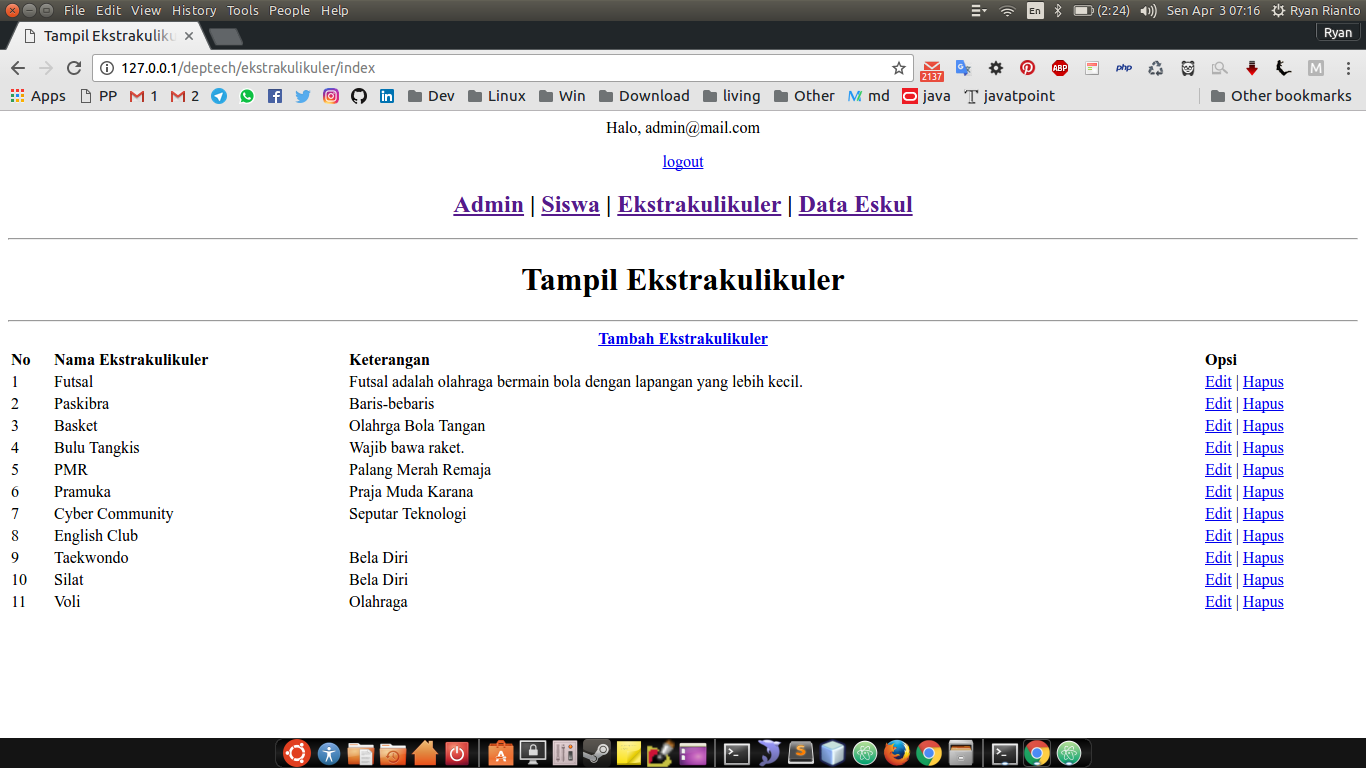 File Edit View History Tools People Help En (2:24) Sen Apr 3 07:16 Ryan Rianto
Tampil Ekstrakuliku Ryan
127.0.0.1/deptech/ekstrakulikuler/index ABP php M 2137
Apps PP M 1 M 2 Dev Linux Win Download living Other md java javatpoint Other bookmarks
Halo, admin@mail.com
logout
Admin | Siswa | Ekstrakulikuler | Data Eskul
Tampil Ekstrakulikuler
Tambah Ekstrakulikuler
No Nama Ekstrakulikuler Keterangan Opsi
1 Futsal Futsal adalah olahraga bermain bola dengan lapangan yang lebih kecil. Edit | Hapus
2 Paskibra Baris-bebaris Edit | Hapus
3 Basket Olahrga Bola Tangan Edit | Hapus
4 Bulu Tangkis Wajib bawa raket. Edit | Hapus
5 PMR Palang Merah Remaja Edit | Hapus
6 Pramuka Praja Muda Karana Edit | Hapus
7 Cyber Community Seputar Teknologi Edit | Hapus
8 English Club Edit | Hapus
9 Taekwondo Bela Diri Edit | Hapus
10 Silat Bela Diri Edit | Hapus
11 Voli Olahraga Edit | Hapus